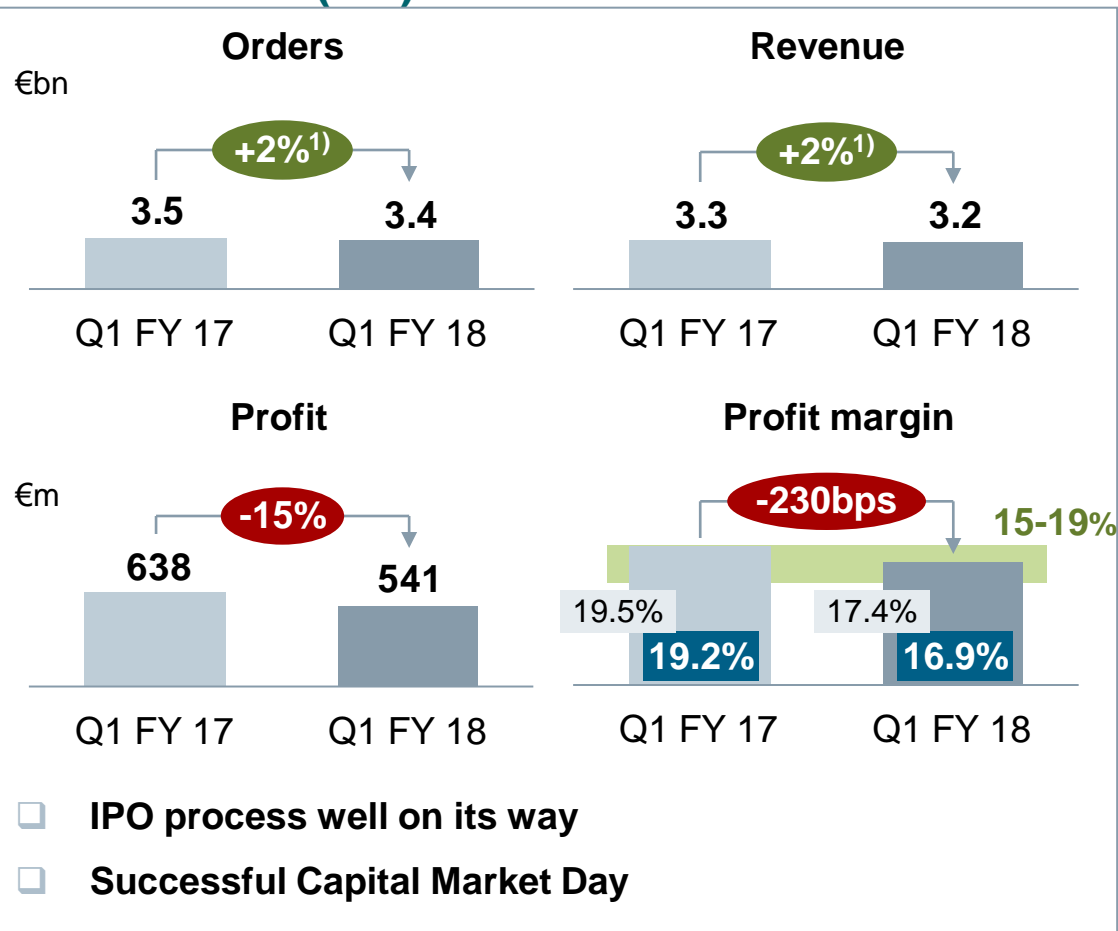 Orders
€bn
+2%1)
3.5
3.4
Q1 FY 17
Q1 FY 18
Revenue
+2%1)
3.3
3.2
Q1 FY 17
Q1 FY 18
Profit
€m
-15%
638
541
Q1 FY 17
Q1 FY 18
Profit margin
-230bps
15-19%
19.5%
17.4%
19.2%
16.9%
Q1 FY 17
Q1 FY 18
IPO process well on its way
Successful Capital Market Day